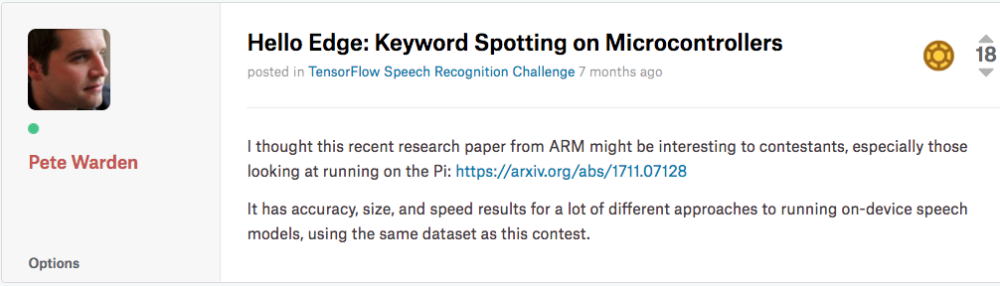 Hello Edge: Keyword Spotting on Microcontrollers
18
posted in TensorFlow Speech Recognition Challenge 7 months ago
Pete Warden
I thought this recent research paper from ARM might be interesting to contestants, especially those
looking at running on the Pi: https://arxiv.org/abs/1711.07128
It has accuracy, size, and speed results for a lot of different approaches to running on-device speech
models, using the same dataset as this contest.
Options